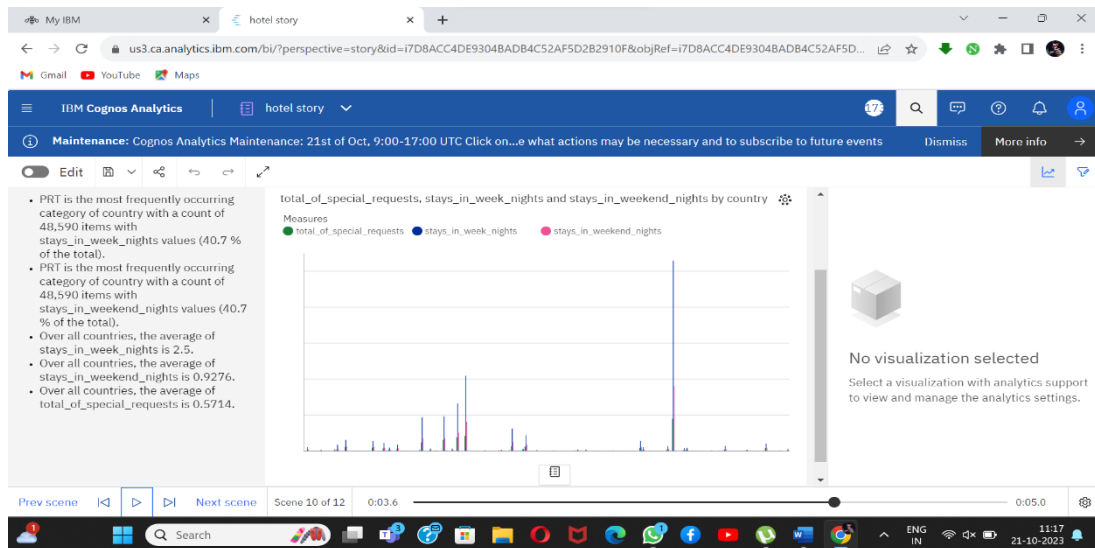 My IBM
hotel story
us3.ca.analytics.ibm.com/bi/?perspective=story&id=i7D8ACC4DE9304BADB4C52AF5D2B2910F&objRef=i7D8ACC4DE9304BADB4C52AF5D...
Gmail YouTube Maps
IBM Cognos Analytics hotel story
Maintenance: Cognos Analytics Maintenance: 21st of Oct, 9:00-17:00 UTC Click on...e what actions may be necessary and to subscribe to future events Dismiss More info
Edit
• PRT is the most frequently occurring
category of country with a count of
48,590 items with
stays_in_week_nights values (40.7 %
of the total).
• PRT is the most frequently occurring
category of country with a count of
48,590 items with
stays_in_weekend_nights values (40.7
% of the total).
• Over all countries, the average of
stays_in_week_nights is 2.5.
• Over all countries, the average of
stays_in_weekend_nights is 0.9276.
• Over all countries, the average of
total_of_special_requests is 0.5714.
total_of_special_requests, stays_in_week_nights and stays_in_weekend_nights by country
Measures
total_of_special_requests stays_in_week_nights stays_in_weekend_nights
No visualization selected
Select a visualization with analytics support
to view and manage the analytics settings.
Prev scene Next scene Scene 10 of 12 0:03.6 0:05.0
Search
ENG
IN
11:17
21-10-2023